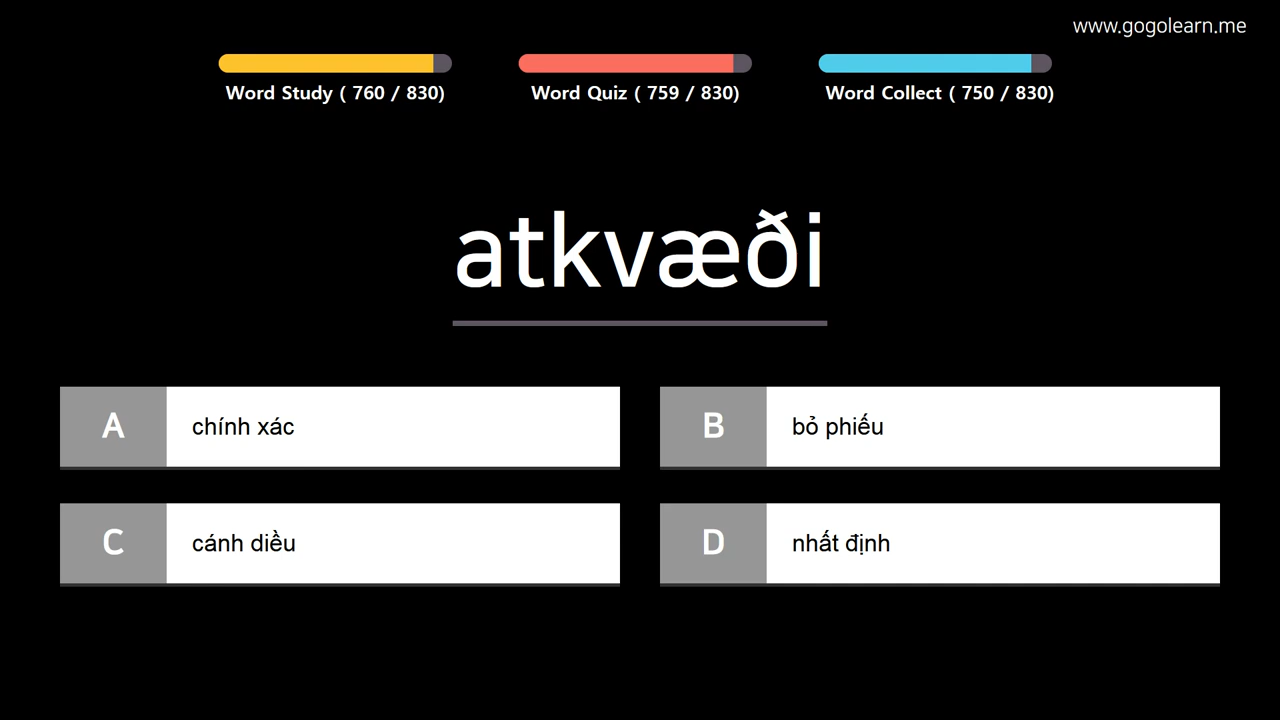 www.gogolearn.me
Word Study ( 760 / 830)
Word Quiz ( 759 / 830)
Word Collect ( 750 / 830)
atkvæði
A chính xác
B bỏ phiếu
C cánh diều
D nhất định